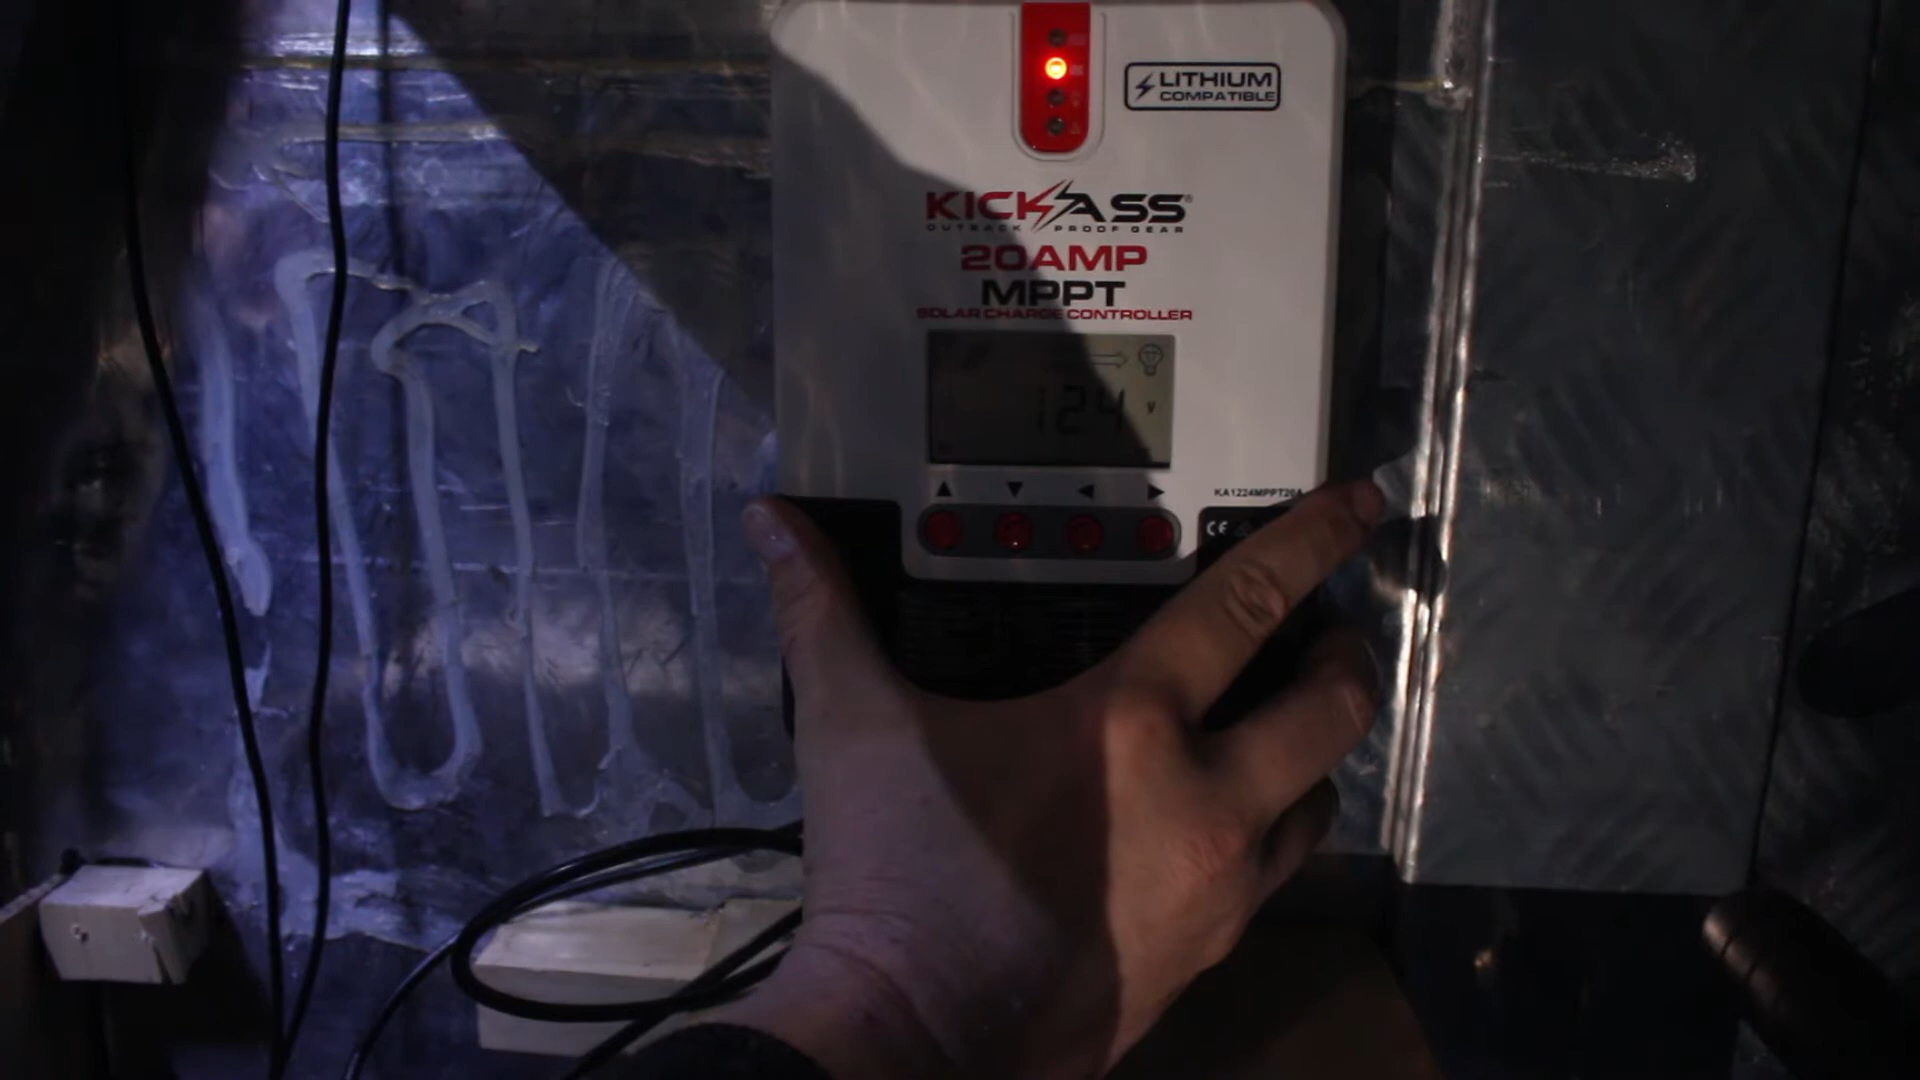 LITHIUM
COMPATIBLE
KICKASS®
OUTBACK PROOF GEAR
20AMP
MPPT
SOLAR CHARGE CONTROLLER
12.4 V
▲ ▼ ◀ ▶
KA1224MPPT20A
CE